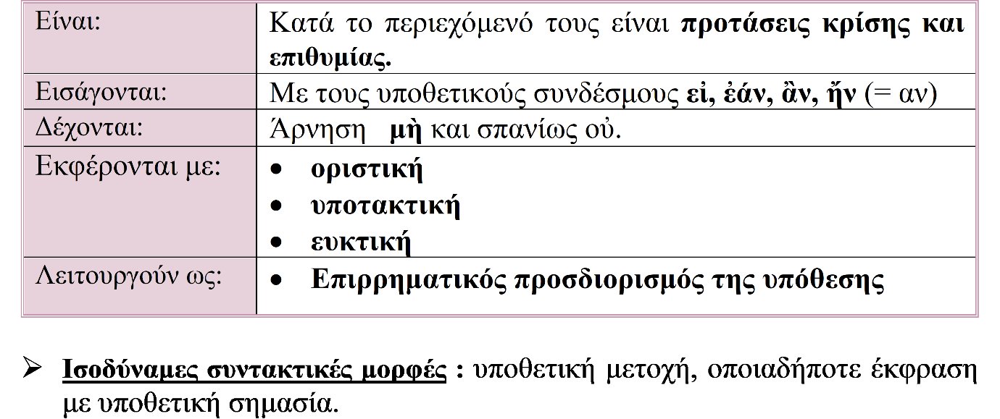 Είναι:
Κατά το περιεχόμενό τους είναι προτάσεις κρίσης και
επιθυμίας.
Εισάγονται:
Με τους υποθετικούς συνδέσμους εἰ, ἐάν, ἂν, ἤν (= αν)
Δέχονται:
Άρνηση μὴ και σπανίως οὐ.
Εκφέρονται με:
• οριστική
• υποτακτική
• ευκτική
Λειτουργούν ως:
• Επιρρηματικός προσδιορισμός της υπόθεσης
➢ Ισοδύναμες συντακτικές μορφές : υποθετική μετοχή, οποιαδήποτε έκφραση
με υποθετική σημασία.